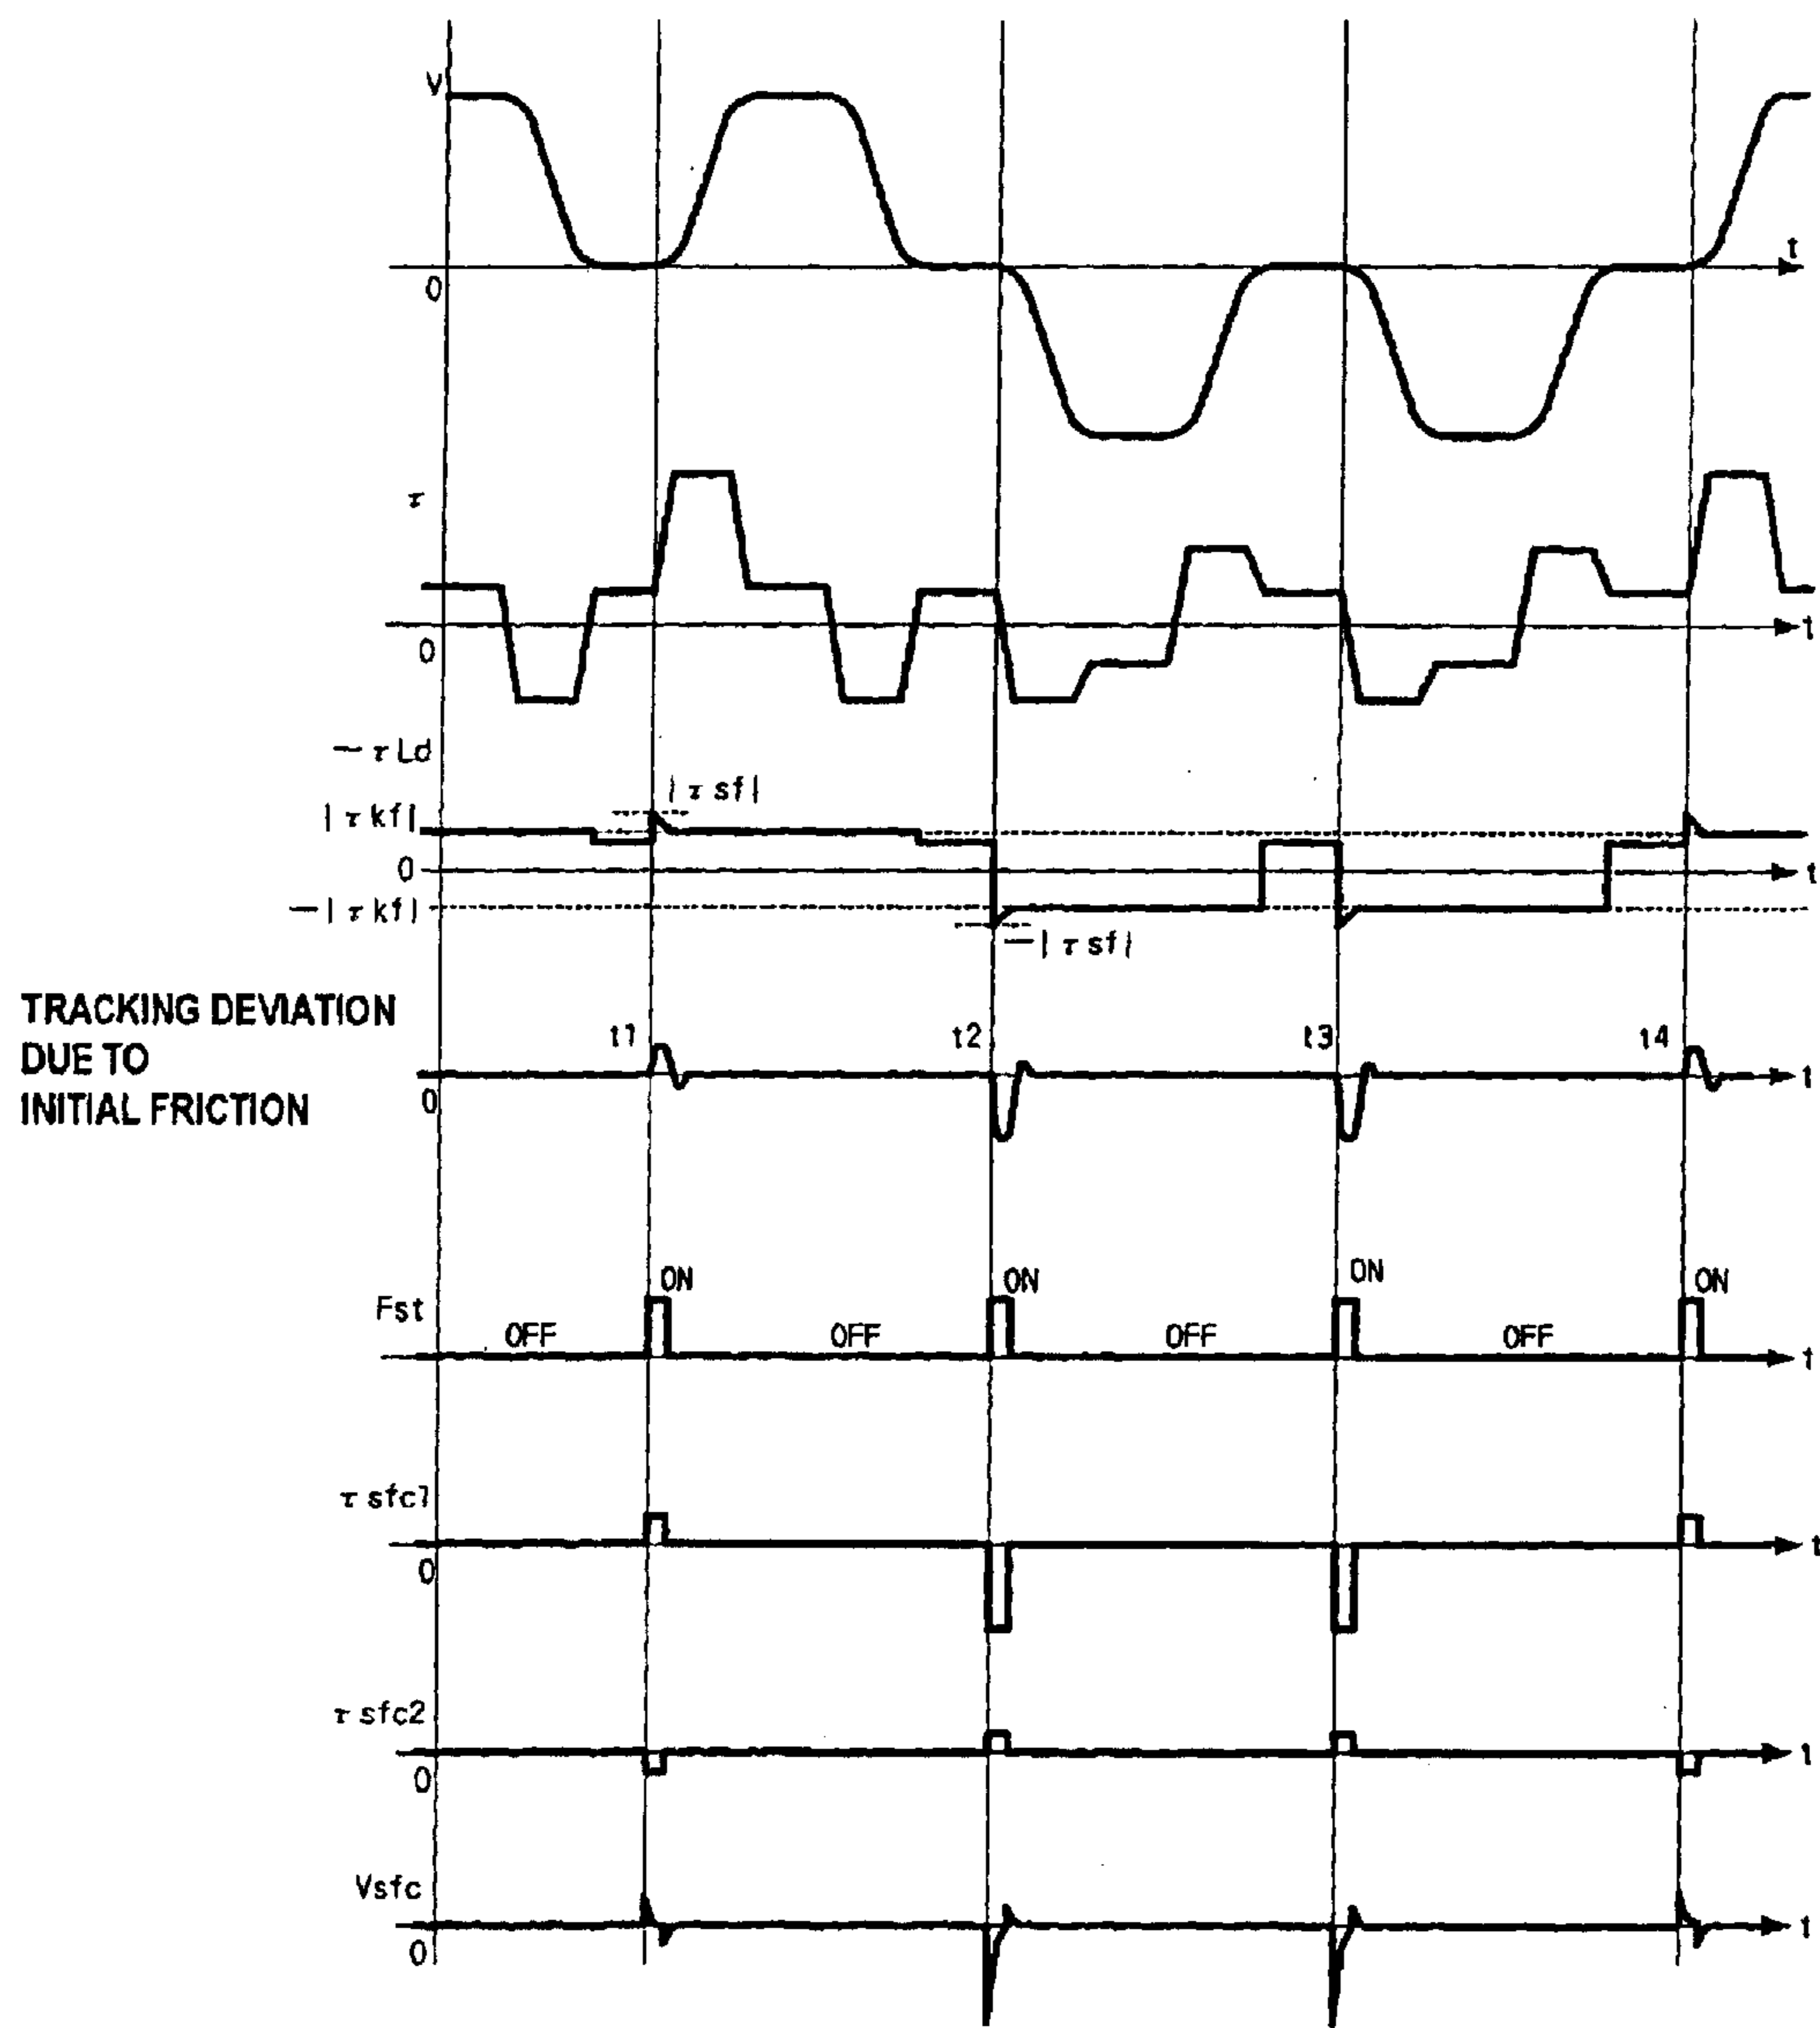 V
t
0
τ
t
0
—τLd
|τsf|
|τkf|
0
t
—|τkf|
—|τsf|
TRACKING DEVIATION
DUE TO
INITIAL FRICTION
t1
t2
t3
t4
t
0
ON
ON
ON
ON
Fst
OFF
OFF
OFF
OFF
t
τsfc1
t
0
τsfc2
t
0
Vsfc
t
0